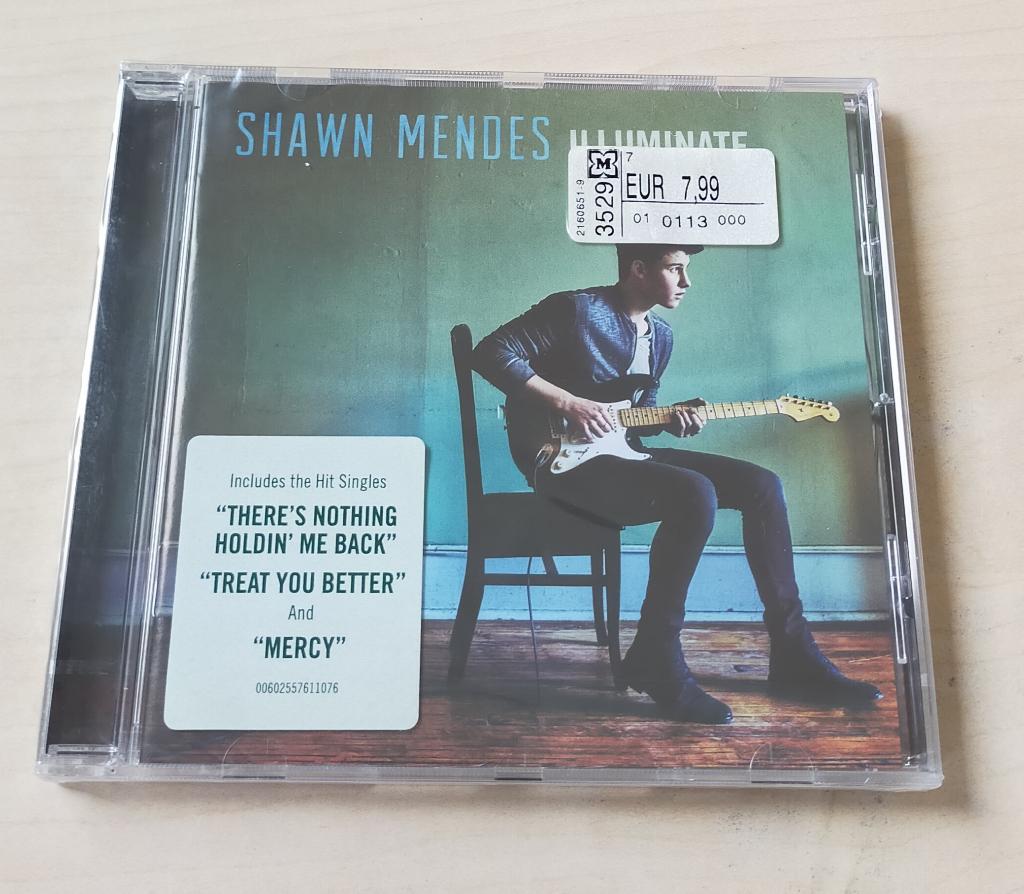 SHAWN MENDES ILLUMINATE
2160651-9
3529
M
7
EUR 7,99
01 0113 000
Includes the Hit Singles
“THERE’S NOTHING
HOLDIN’ ME BACK”
“TREAT YOU BETTER”
And
“MERCY”
00602557611076